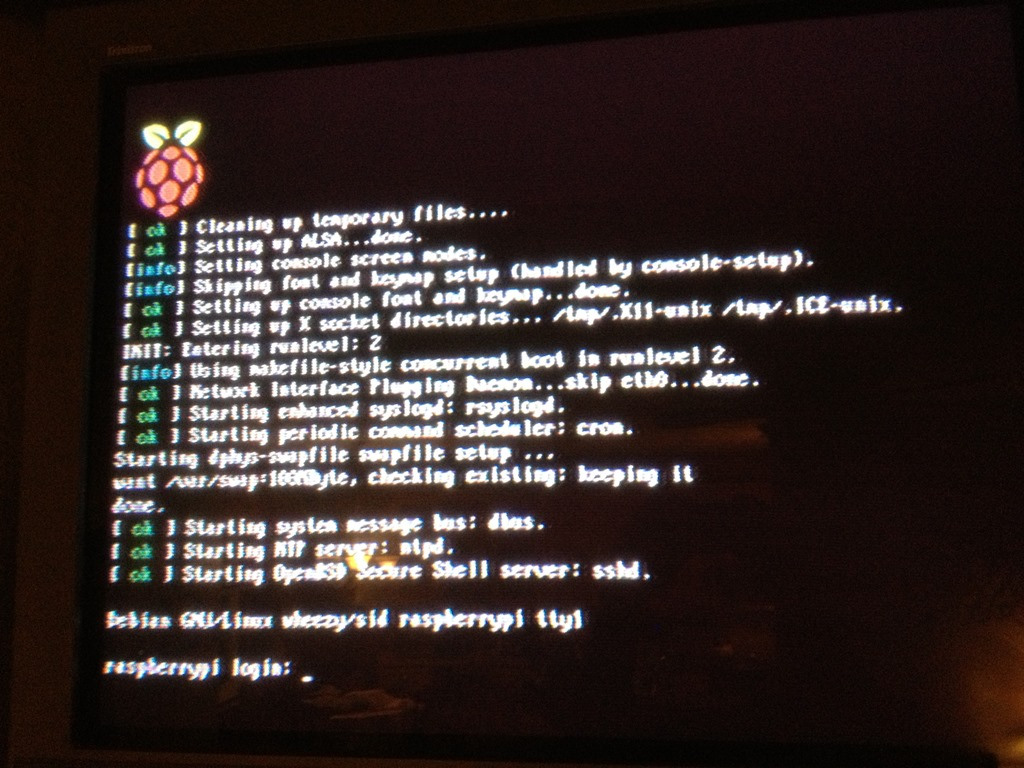 [ ok ] Cleaning up temporary files....
[ ok ] Setting up ALSA...done.
[info] Setting console screen modes.
[info] Skipping font and keymap setup (handled by console-setup).
[ ok ] Setting up console font and keymap...done.
[ ok ] Setting up X socket directories... /tmp/.X11-unix /tmp/.ICE-unix.
INIT: Entering runlevel: 2
[info] Using makefile-style concurrent boot in runlevel 2.
[ ok ] Network Interface Plugging Daemon...skip eth0...done.
[ ok ] Starting enhanced syslogd: rsyslogd.
[ ok ] Starting periodic command scheduler: cron.
Starting dphys-swapfile swapfile setup ...
want /var/swap=100MByte, checking existing: keeping it
done.
[ ok ] Starting system message bus: dbus.
[ ok ] Starting NTP server: ntpd.
[ ok ] Starting OpenBSD Secure Shell server: sshd.
Debian GNU/Linux wheezy/sid raspberrypi tty1
raspberrypi login: _